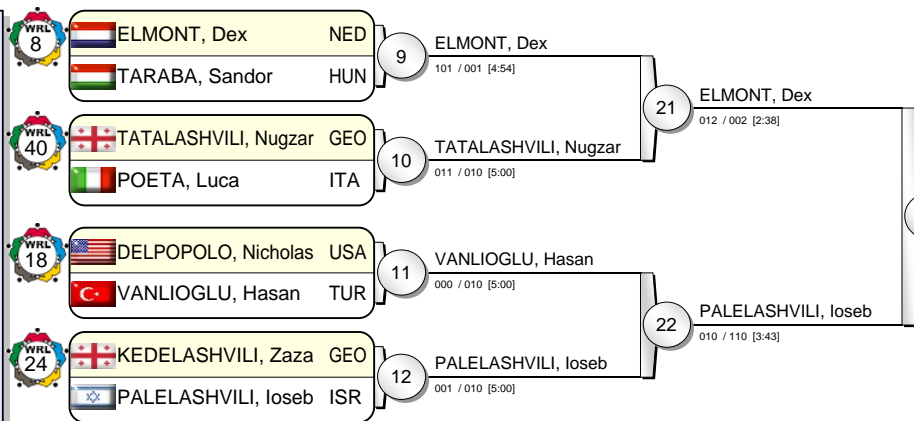 WRL
8
ELMONT, Dex NED
TARABA, Sandor HUN
9
ELMONT, Dex
101 / 001 [4:54]
21
ELMONT, Dex
012 / 002 [2:38]
WRL
40
TATALASHVILI, Nugzar GEO
POETA, Luca ITA
10
TATALASHVILI, Nugzar
011 / 010 [5:00]
WRL
18
DELPOPOLO, Nicholas USA
VANLIOGLU, Hasan TUR
11
VANLIOGLU, Hasan
000 / 010 [5:00]
22
PALELASHVILI, Ioseb
010 / 110 [3:43]
WRL
24
KEDELASHVILI, Zaza GEO
PALELASHVILI, Ioseb ISR
12
PALELASHVILI, Ioseb
001 / 010 [5:00]